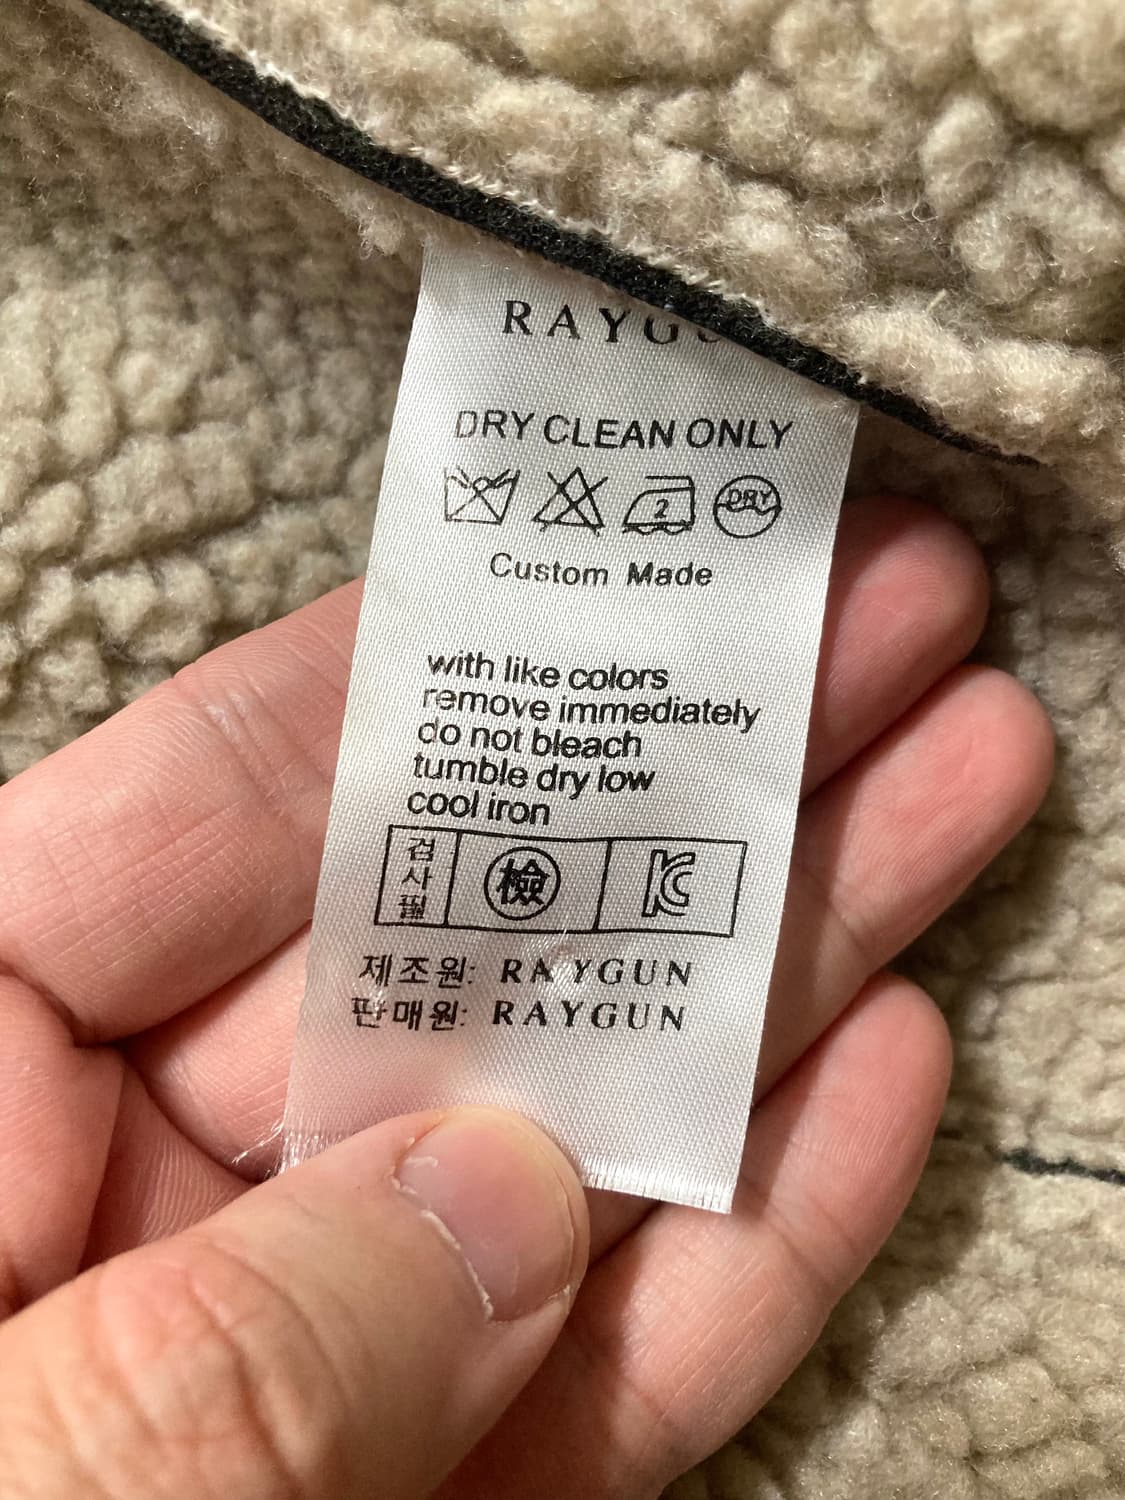 RAYGU
DRY CLEAN ONLY
2 DRY
Custom Made
with like colors
remove immediately
do not bleach
tumble dry low
cool iron
검사필 檢 KC
제조원: RAYGUN
판매원: RAYGUN